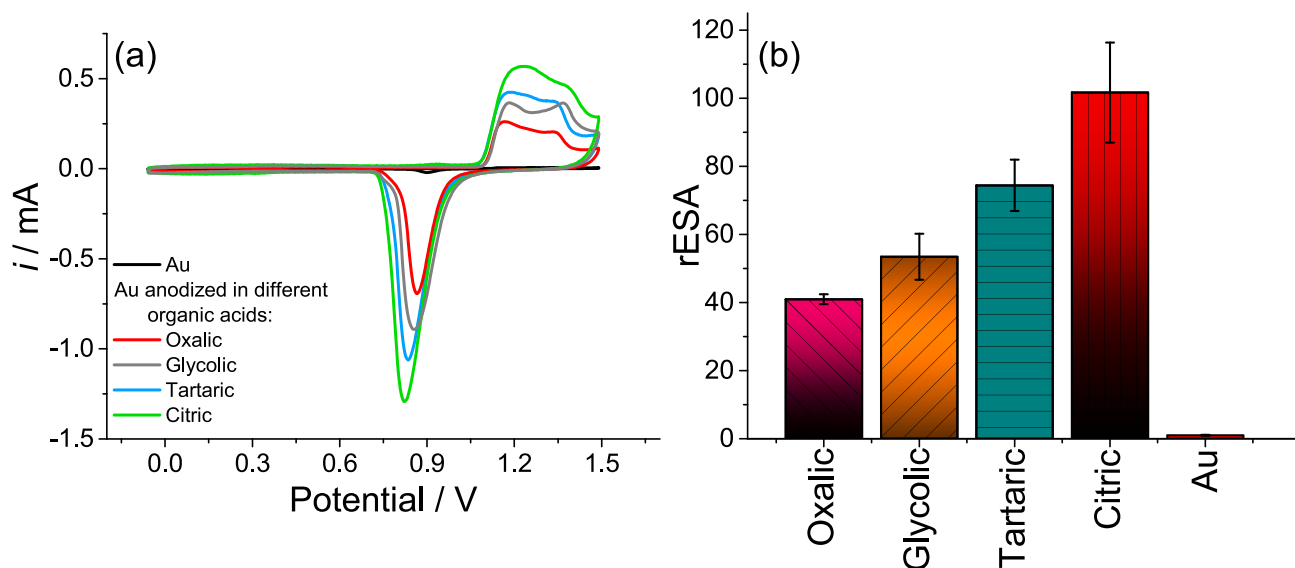 (a)
0.5
0.0
-0.5
-1.0
-1.5
i / mA
Au
Au anodized in different
organic acids:
Oxalic
Glycolic
Tartaric
Citric
0.0 0.3 0.6 0.9 1.2 1.5
Potential / V
(b)
120
100
80
60
40
20
0
rESA
Oxalic
Glycolic
Tartaric
Citric
Au